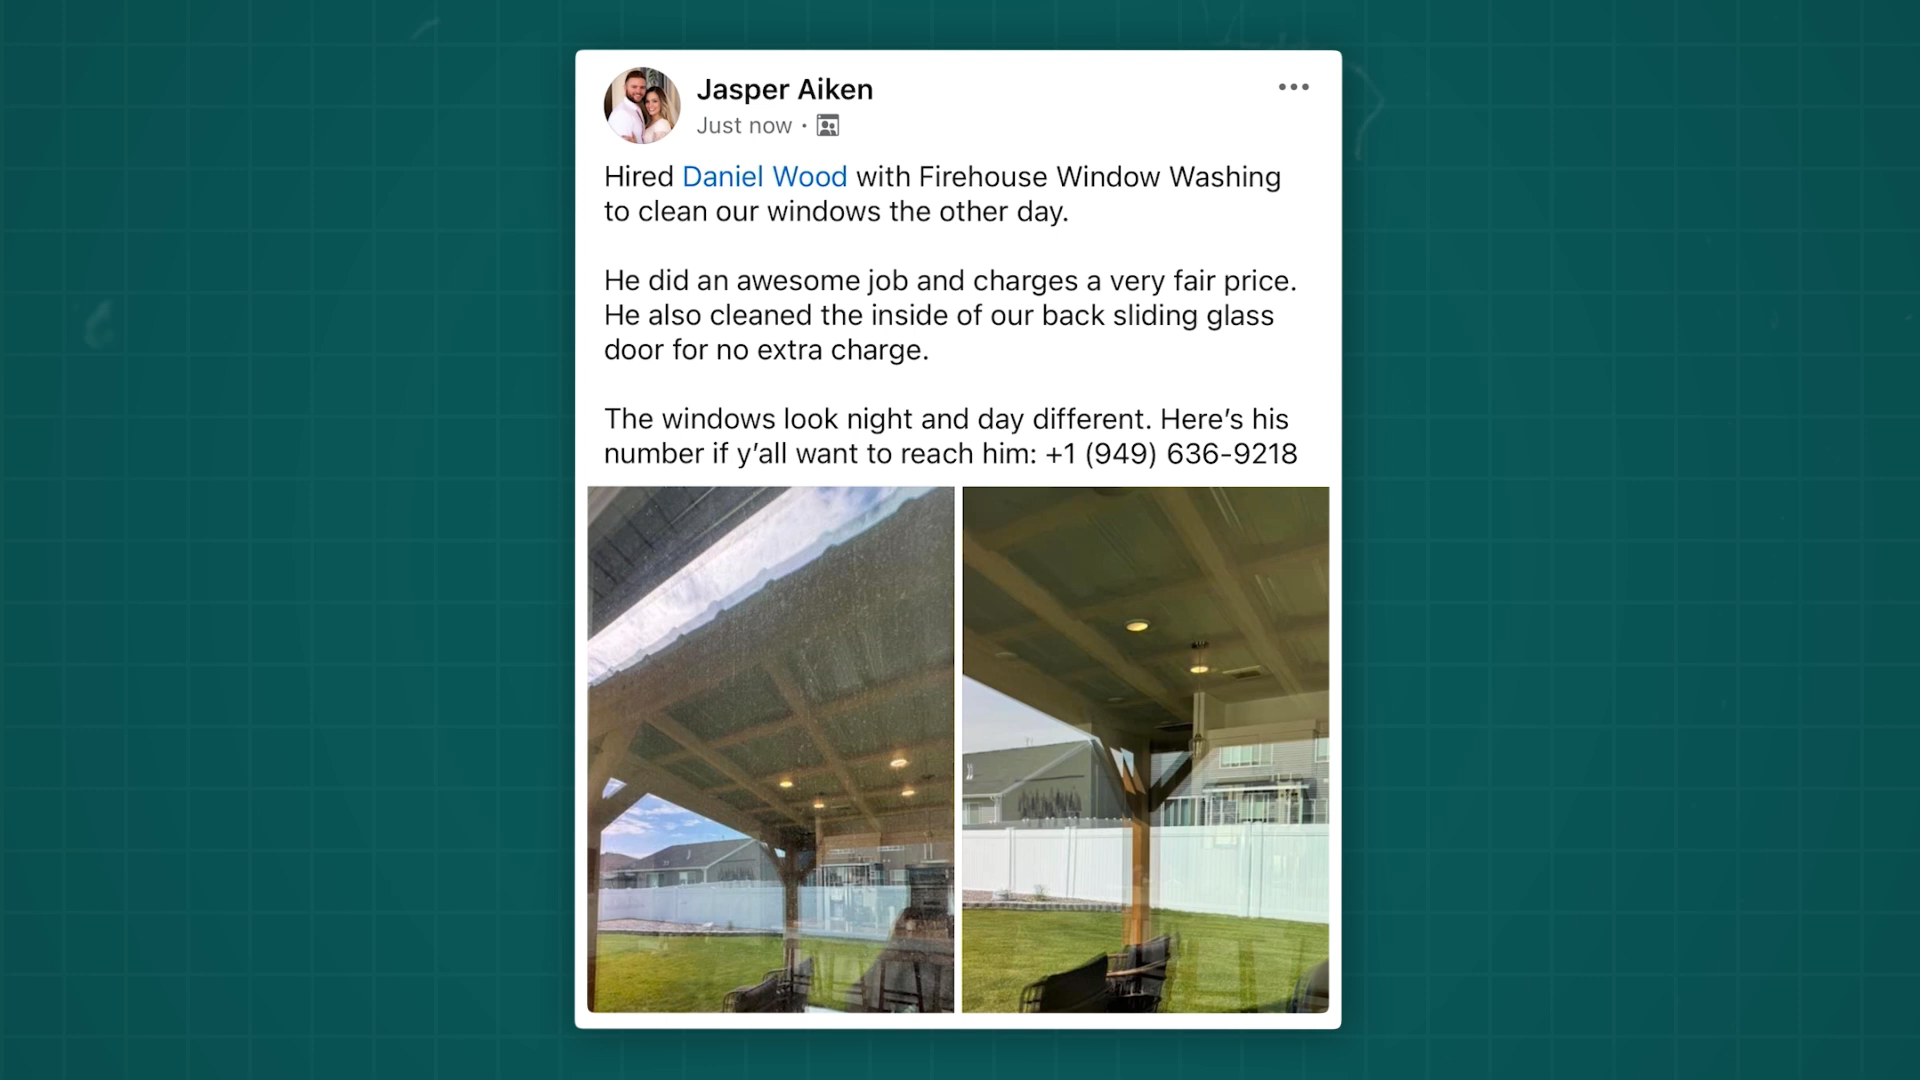 Jasper Aiken
Just now ·
Hired Daniel Wood with Firehouse Window Washing
to clean our windows the other day.
He did an awesome job and charges a very fair price.
He also cleaned the inside of our back sliding glass
door for no extra charge.
The windows look night and day different. Here’s his
number if y’all want to reach him: +1 (949) 636-9218